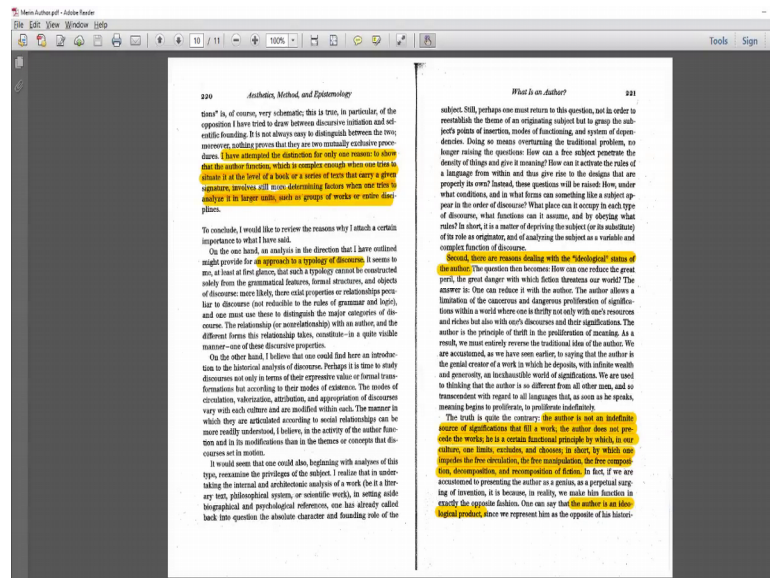 Merin Author.pdf - Adobe Reader
File Edit View Window Help
10 / 11
100%
Tools Sign
220 Aesthetics, Method, and Epistemology
tions" is, of course, very schematic; this is true, in particular, of the
opposition I have tried to draw between discursive initiation and sci-
entific founding. It is not always easy to distinguish between the two;
moreover, nothing proves that they are two mutually exclusive proce-
dures. I have attempted the distinction for only one reason: to show
that the author function, which is complex enough when one tries to
situate it at the level of a book or a series of texts that carry a given
signature, involves still more determining factors when one tries to
analyze it in larger units, such as groups of works or entire disci-
plines.
To conclude, I would like to review the reasons why I attach a certain
importance to what I have said.
On the one hand, an analysis in the direction that I have outlined
might provide for an approach to a typology of discourse. It seems to
me, at least at first glance, that such a typology cannot be constructed
solely from the grammatical features, formal structures, and objects
of discourse: more likely, there exist properties or relationships pecu-
liar to discourse (not reducible to the rules of grammar and logic),
and one must use these to distinguish the major categories of dis-
course. The relationship (or nonrelationship) with an author, and the
different forms this relationship takes, constitute—in a quite visible
manner—one of these discursive properties.
On the other hand, I believe that one could find here an introduc-
tion to the historical analysis of discourse. Perhaps it is time to study
discourses not only in terms of their expressive value or formal trans-
formations but according to their modes of existence. The modes of
circulation, valorization, attribution, and appropriation of discourses
vary with each culture and are modified within each. The manner in
which they are articulated according to social relationships can be
more readily understood, I believe, in the activity of the author func-
tion and in its modifications than in the themes or concepts that dis-
courses set in motion.
It would seem that one could also, beginning with analyses of this
type, reexamine the privileges of the subject. I realize that in under-
taking the internal and architectonic analysis of a work (be it a liter-
ary text, philosophical system, or scientific work), in setting aside
biographical and psychological references, one has already called
back into question the absolute character and founding role of the
What Is an Author? 221
subject. Still, perhaps one must return to this question, not in order to
reestablish the theme of an originating subject but to grasp the sub-
ject's points of insertion, modes of functioning, and system of depen-
dencies. Doing so means overturning the traditional problem, no
longer raising the questions: How can a free subject penetrate the
density of things and give it meaning? How can it activate the rules of
a language from within and thus give rise to the designs that are
properly its own? Instead, these questions will be raised: How, under
what conditions, and in what forms can something like a subject ap-
pear in the order of discourse? What place can it occupy in each type
of discourse, what functions can it assume, and by obeying what
rules? In short, it is a matter of depriving the subject (or its substitute)
of its role as originator, and of analyzing the subject as a variable and
complex function of discourse.
Second, there are reasons dealing with the "ideological" status of
the author. The question then becomes: How can one reduce the great
peril, the great danger with which fiction threatens our world? The
answer is: One can reduce it with the author. The author allows a
limitation of the cancerous and dangerous proliferation of significa-
tions within a world where one is thrifty not only with one's resources
and riches but also with one's discourses and their significations. The
author is the principle of thrift in the proliferation of meaning. As a
result, we must entirely reverse the traditional idea of the author. We
are accustomed, as we have seen earlier, to saying that the author is
the genial creator of a work in which he deposits, with infinite wealth
and generosity, an inexhaustible world of significations. We are used
to thinking that the author is so different from all other men, and so
transcendent with regard to all languages that, as soon as he speaks,
meaning begins to proliferate, to proliferate indefinitely.
The truth is quite the contrary: the author is not an indefinite
source of significations that fill a work; the author does not pre-
cede the works; he is a certain functional principle by which, in our
culture, one limits, excludes, and chooses; in short, by which one
impedes the free circulation, the free manipulation, the free composi-
tion, decomposition, and recomposition of fiction. In fact, if we are
accustomed to presenting the author as a genius, as a perpetual surg-
ing of invention, it is because, in reality, we make him function in
exactly the opposite fashion. One can say that the author is an ideo-
logical product, since we represent him as the opposite of his histori-